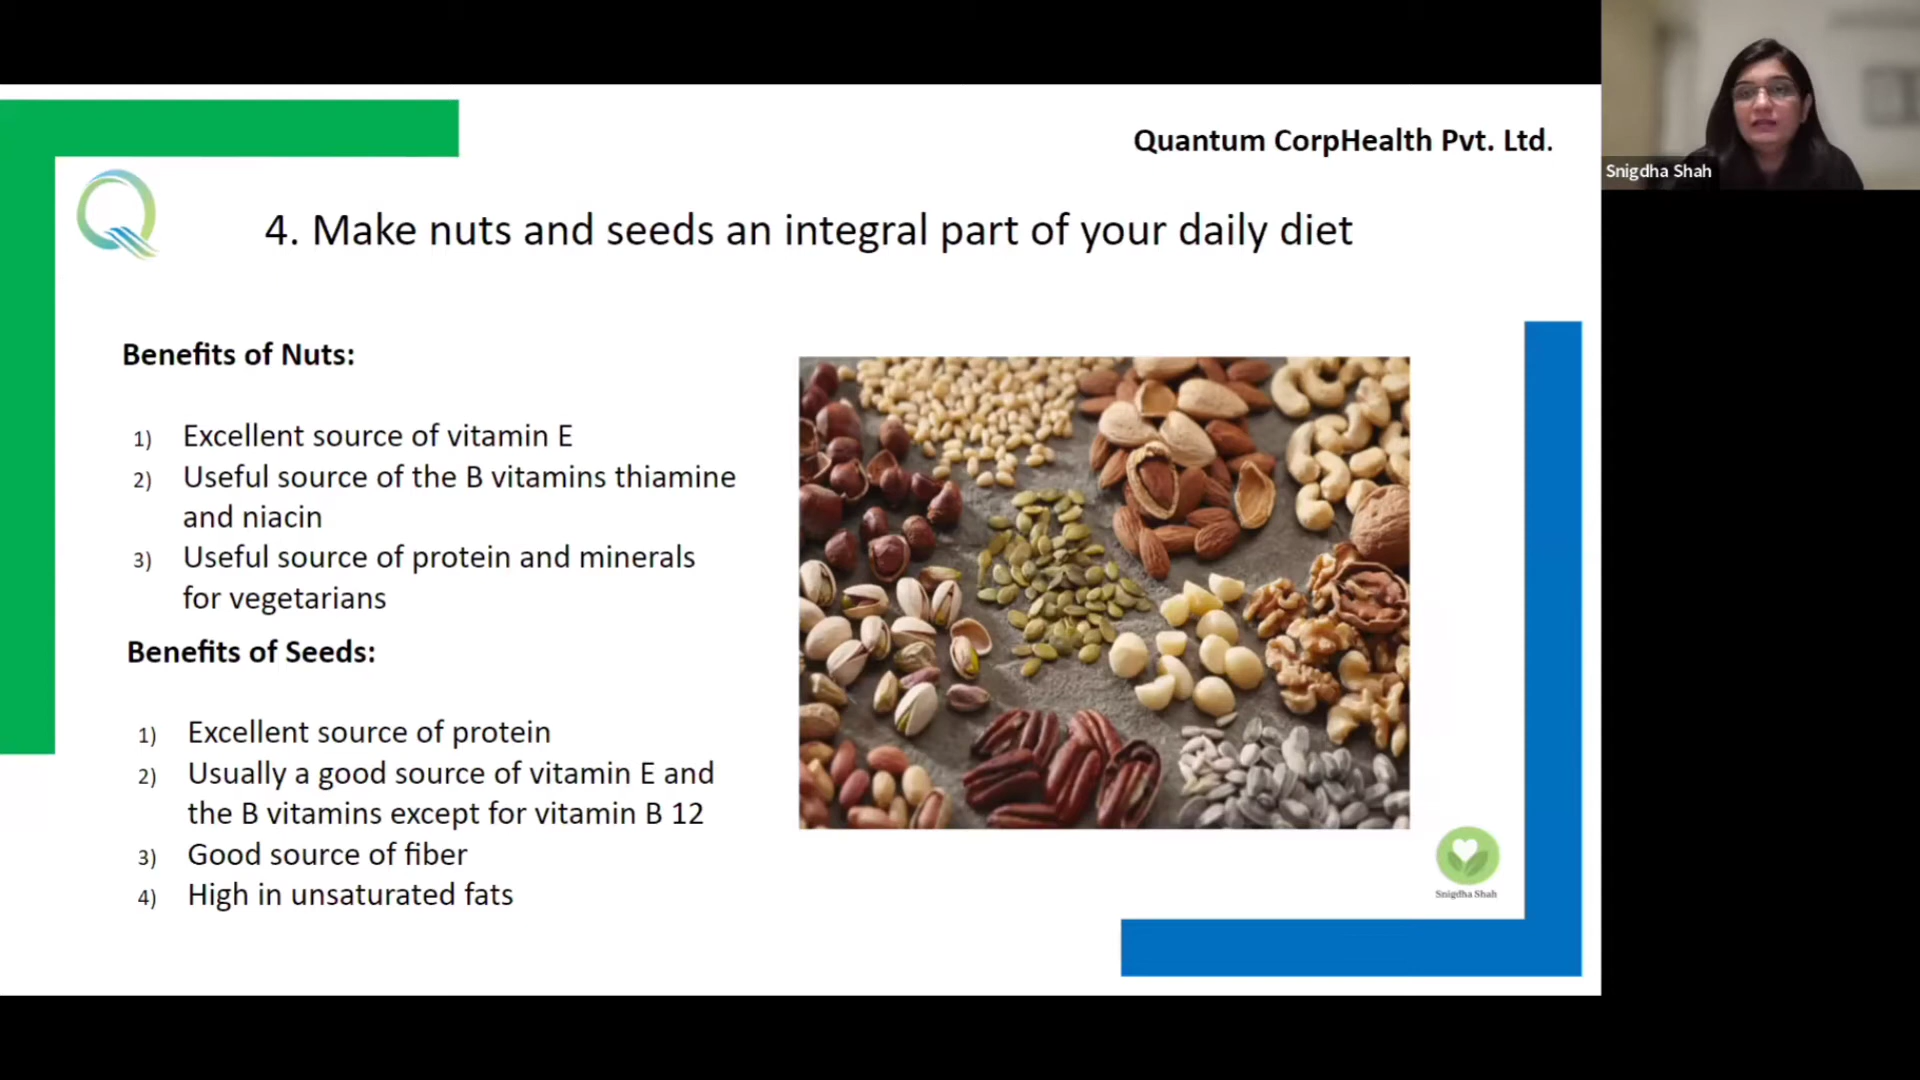 Quantum CorpHealth Pvt. Ltd.
Snigdha Shah
4. Make nuts and seeds an integral part of your daily diet
Benefits of Nuts:
1) Excellent source of vitamin E
2) Useful source of the B vitamins thiamine
and niacin
3) Useful source of protein and minerals
for vegetarians
Benefits of Seeds:
1) Excellent source of protein
2) Usually a good source of vitamin E and
the B vitamins except for vitamin B 12
3) Good source of fiber
4) High in unsaturated fats
Snigdha Shah